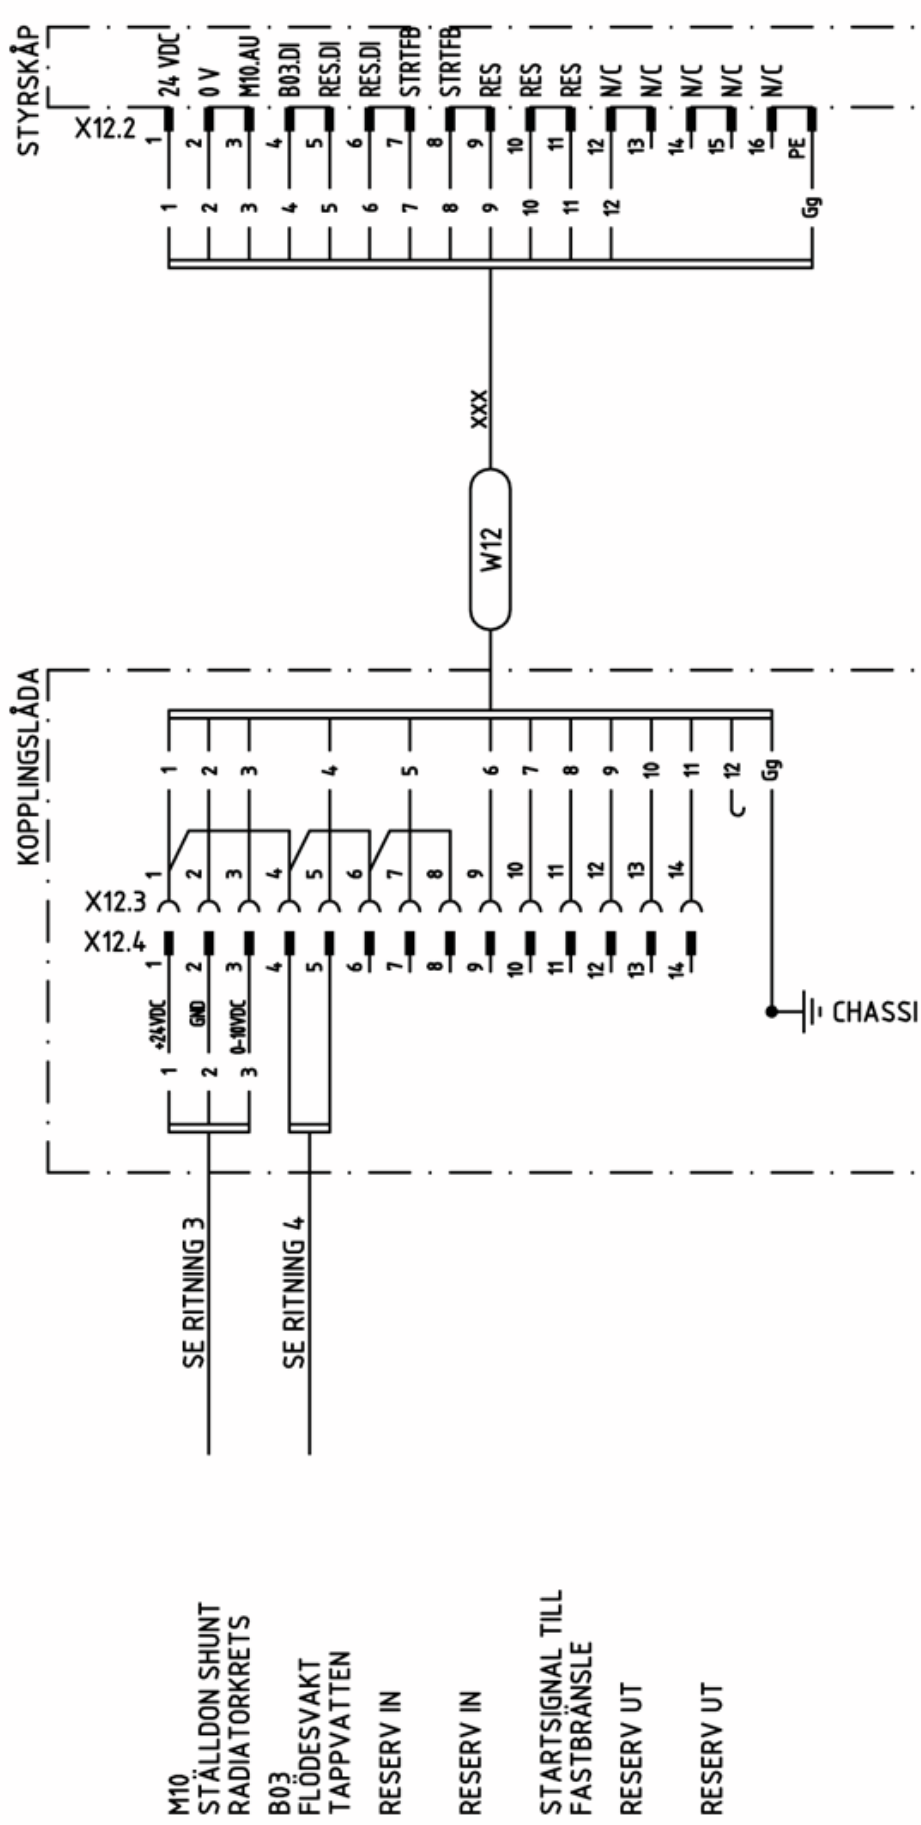 STYRSKÅP
X12.2
24 VDC
0 V
M10.AU
B03.DI
RES.DI
RES.DI
STRTFB
STRTFB
RES
RES
RES
N/C
N/C
N/C
N/C
N/C
1 2 3 4 5 6 7 8 9 10 11 12 13 14 15 16 PE
1 2 3 4 5 6 7 8 9 10 11 12 Gg
XXX
W12
KOPPLINGSLÅDA
1 2 3 4 5 6 7 8 9 10 11 12 Gg
X12.3
1 2 3 4 5 6 7 8 9 10 11 12 13 14
X12.4
1 2 3 4 5 6 7 8 9 10 11 12 13 14
+24VDC
GND
0-10VDC
1 2 3
CHASSI
SE RITNING 3
SE RITNING 4
M10
STÄLLDON SHUNT
RADIATORKRETS
B03
FLÖDESVAKT
TAPPVATTEN
RESERV IN
RESERV IN
STARTSIGNAL TILL
FASTBRÄNSLE
RESERV UT
RESERV UT